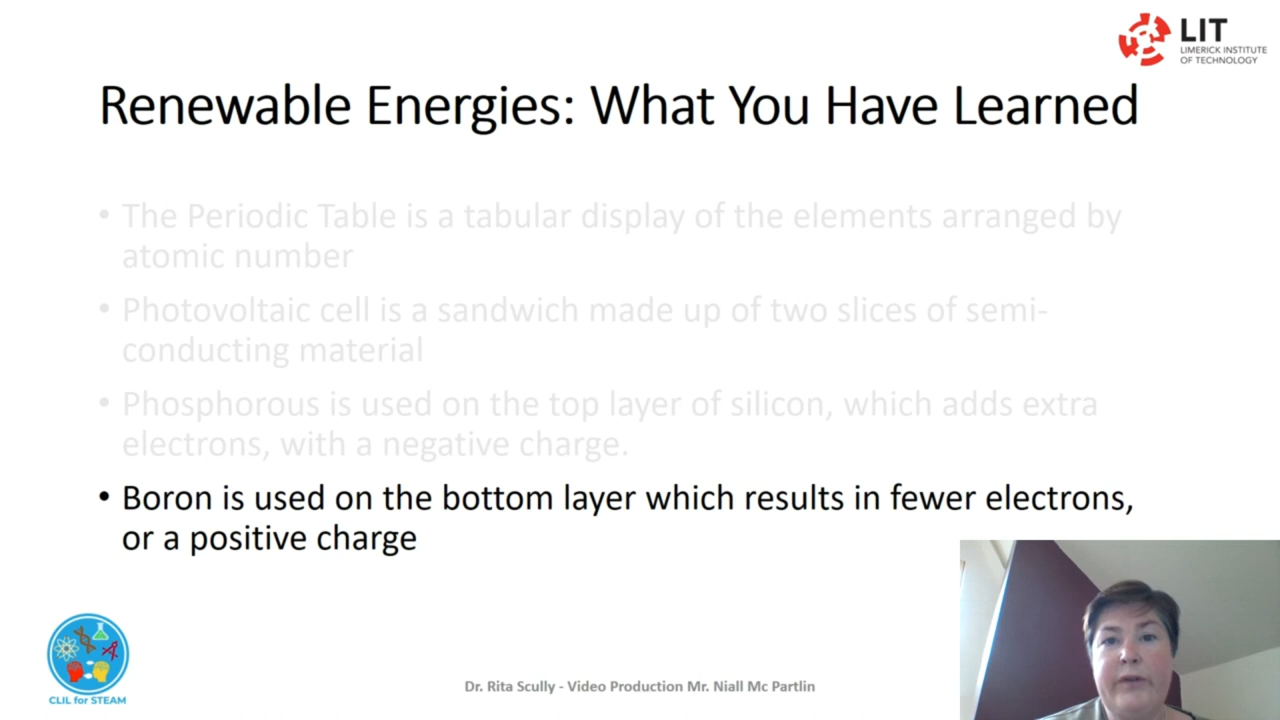 LIT
LIMERICK INSTITUTE
OF TECHNOLOGY
Renewable Energies: What You Have Learned
• The Periodic Table is a tabular display of the elements arranged by
atomic number
• Photovoltaic cell is a sandwich made up of two slices of semi-
conducting material
• Phosphorous is used on the top layer of silicon, which adds extra
electrons, with a negative charge.
• Boron is used on the bottom layer which results in fewer electrons,
or a positive charge
CLIL for STEAM
Dr. Rita Scully - Video Production Mr. Niall Mc Partlin